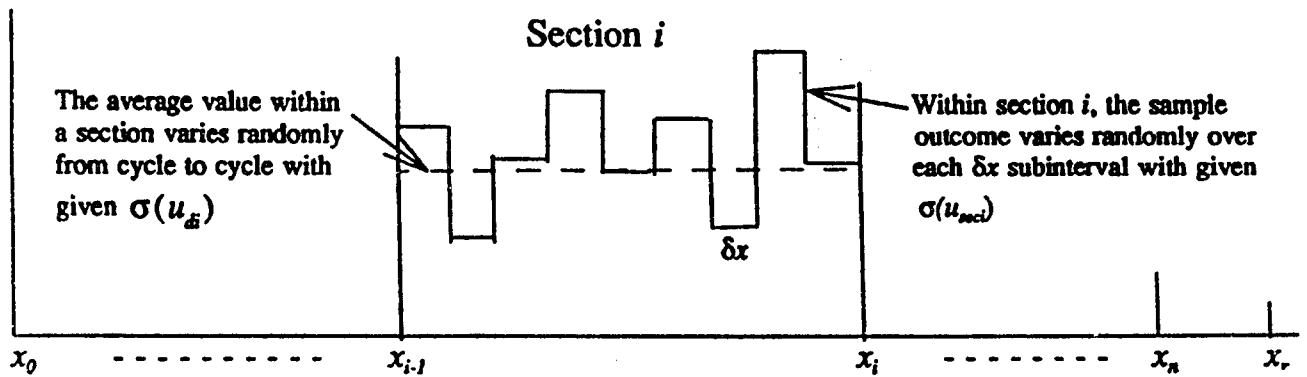 Section i
The average value within
a section varies randomly
from cycle to cycle with
given σ(u_di)
Within section i, the sample
outcome varies randomly over
each δx subinterval with given
σ(u_seci)
δx
x_0 - - - - - - - - - x_{i-1} x_i - - - - - - - - x_n x_r